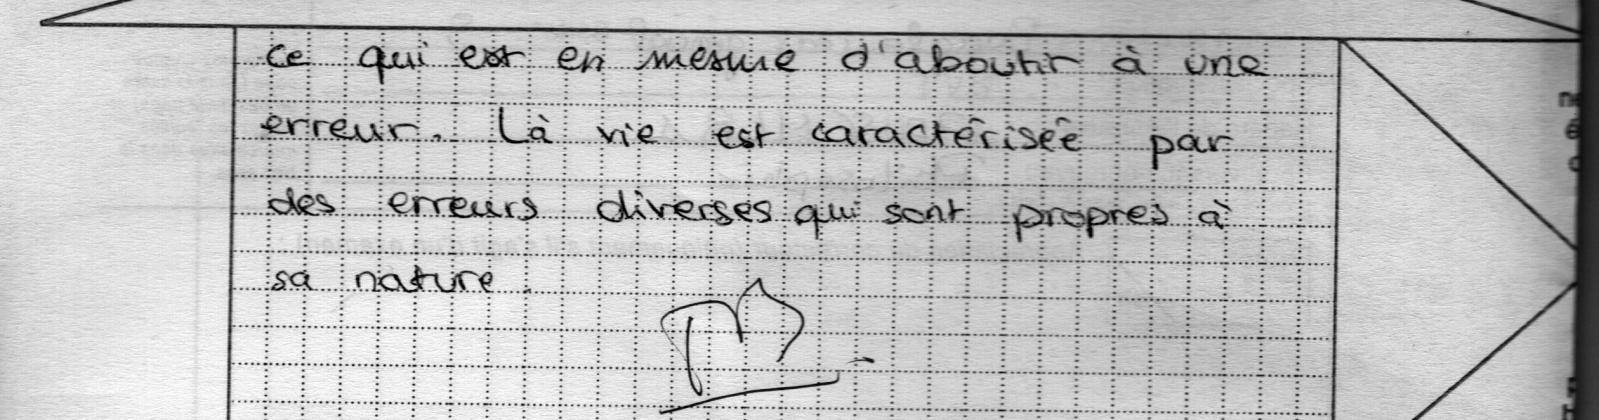 ce qui est en mesure d'aboutir à une
erreur. Là vie est caractérisée par
des erreurs diverses qui sont propres à
sa nature.